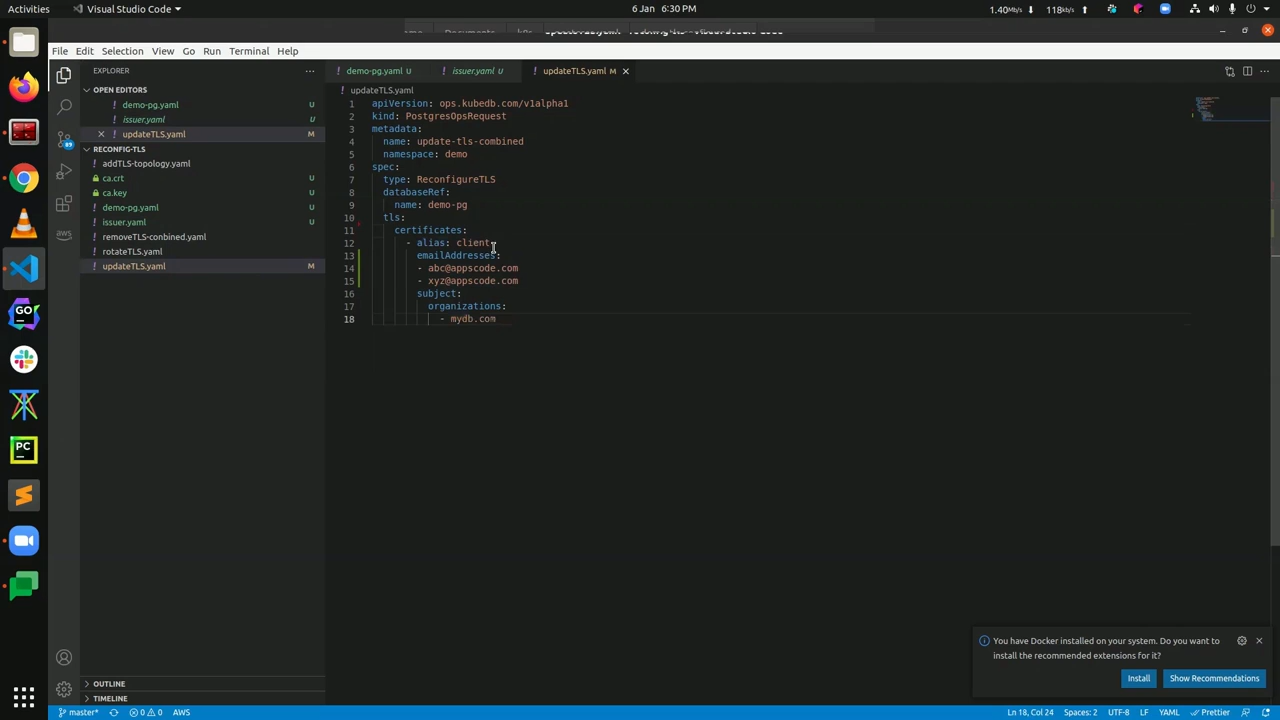 Activities
Visual Studio Code
6 Jan 6:30 PM
1.40Mb/s
118kb/s
File Edit Selection View Go Run Terminal Help
EXPLORER
demo-pg.yaml U
issuer.yaml U
updateTLS.yaml M
OPEN EDITORS
demo-pg.yaml U
issuer.yaml U
updateTLS.yaml M
RECONFIG-TLS
addTLS-topology.yaml
ca.crt U
ca.key U
demo-pg.yaml U
issuer.yaml U
removeTLS-conbined.yaml
rotateTLS.yaml
updateTLS.yaml M
OUTLINE
TIMELINE
updateTLS.yaml
1 apiVersion: ops.kubedb.com/v1alpha1
2 kind: PostgresOpsRequest
3 metadata:
4 name: update-tls-combined
5 namespace: demo
6 spec:
7 type: ReconfigureTLS
8 databaseRef:
9 name: demo-pg
10 tls:
11 certificates:
12 - alias: client
13 emailAddresses:
14 - abc@appscode.com
15 - xyz@appscode.com
16 subject:
17 organizations:
18 - mydb.com
89
aws
GO
PC
You have Docker installed on your system. Do you want to
install the recommended extensions for it?
Install
Show Recommendations
master*
0 0
AWS
Ln 18, Col 24
Spaces: 2
UTF-8
LF
YAML
Prettier